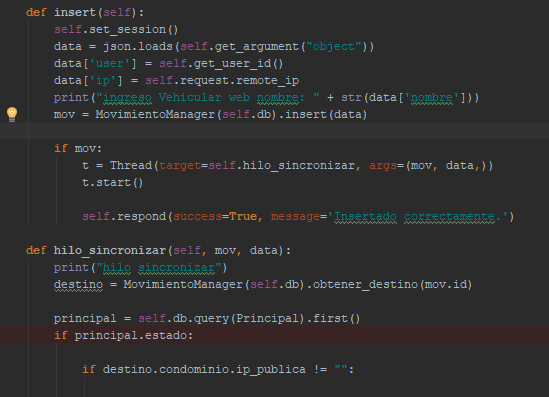 def insert(self):
self.set_session()
data = json.loads(self.get_argument("object"))
data['user'] = self.get_user_id()
data['ip'] = self.request.remote_ip
print("ingreso Vehicular web nombre: " + str(data['nombre']))
mov = MovimientoManager(self.db).insert(data)
if mov:
t = Thread(target=self.hilo_sincronizar, args=(mov, data,))
t.start()
self.respond(success=True, message='Insertado correctamente.')
def hilo_sincronizar(self, mov, data):
print("hilo sincronizar")
destino = MovimientoManager(self.db).obtener_destino(mov.id)
principal = self.db.query(Principal).first()
if principal.estado:
if destino.condominio.ip_publica != "":